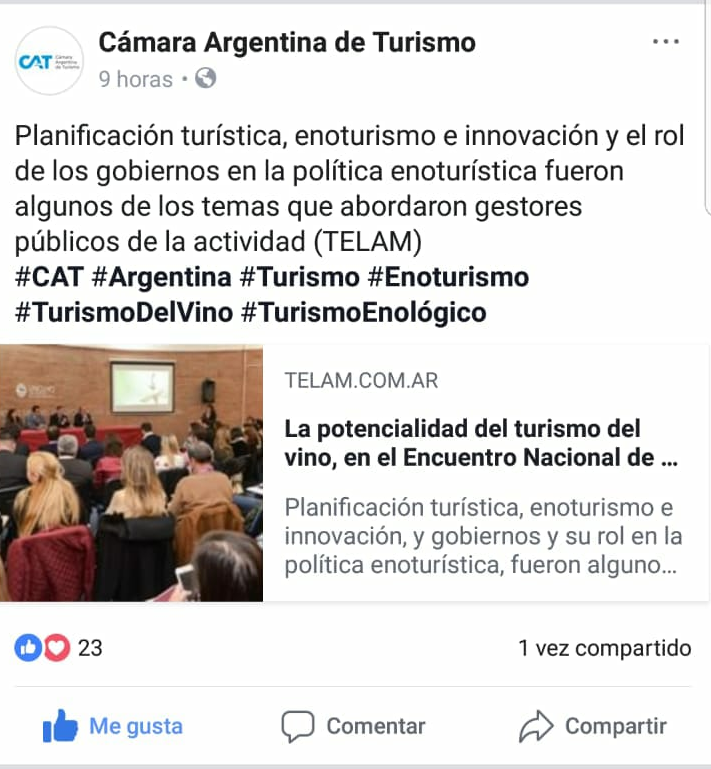 CAT Cámara Argentina de Turismo
Cámara Argentina de Turismo
9 horas
Planificación turística, enoturismo e innovación y el rol
de los gobiernos en la política enoturística fueron
algunos de los temas que abordaron gestores
públicos de la actividad (TELAM)
#CAT #Argentina #Turismo #Enoturismo
#TurismoDelVino #TurismoEnológico
TELAM.COM.AR
La potencialidad del turismo del
vino, en el Encuentro Nacional de ...
Planificación turística, enoturismo e
innovación, y gobiernos y su rol en la
política enoturística, fueron alguno...
23
1 vez compartido
Me gusta
Comentar
Compartir